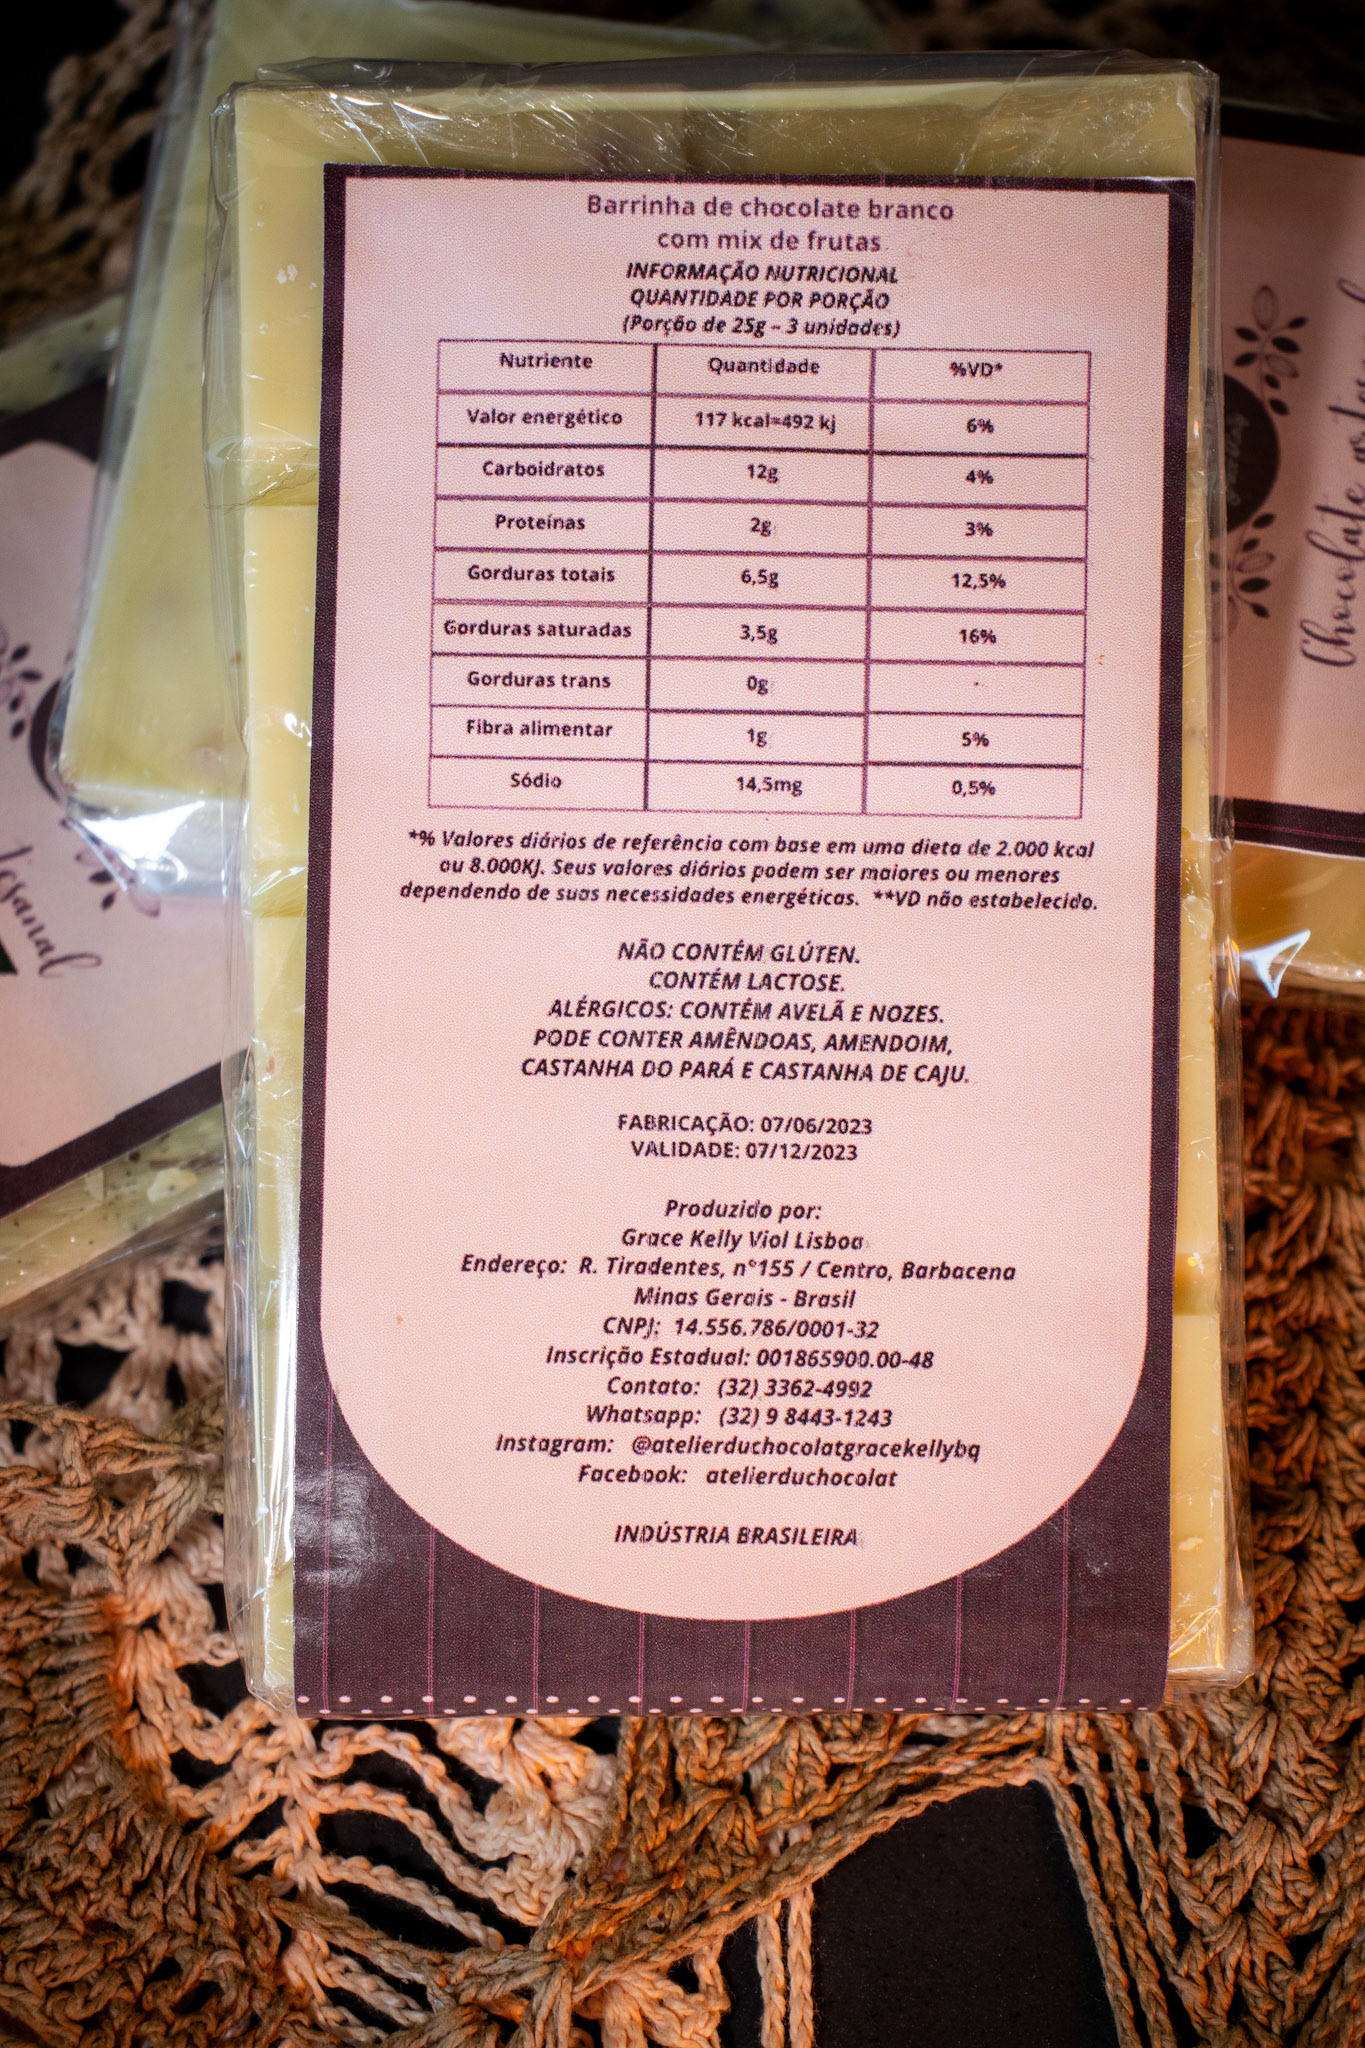 Barrinha de chocolate branco
com mix de frutas
INFORMAÇÃO NUTRICIONAL
QUANTIDADE POR PORÇÃO
(Porção de 25g – 3 unidades)
Nutriente Quantidade %VD*
Valor energético 117 kcal=492 kj 6%
Carboidratos 12g 4%
Proteínas 2g 3%
Gorduras totais 6,5g 12,5%
Gorduras saturadas 3,5g 16%
Gorduras trans 0g -
Fibra alimentar 1g 5%
Sódio 14,5mg 0,5%
*% Valores diários de referência com base em uma dieta de 2.000 kcal
ou 8.000KJ. Seus valores diários podem ser maiores ou menores
dependendo de suas necessidades energéticas. **VD não estabelecido.
NÃO CONTÉM GLÚTEN.
CONTÉM LACTOSE.
ALÉRGICOS: CONTÉM AVELÃ E NOZES.
PODE CONTER AMÊNDOAS, AMENDOIM,
CASTANHA DO PARÁ E CASTANHA DE CAJU.
FABRICAÇÃO: 07/06/2023
VALIDADE: 07/12/2023
Produzido por:
Grace Kelly Viol Lisboa
Endereço: R. Tiradentes, n°155 / Centro, Barbacena
Minas Gerais - Brasil
CNPJ: 14.556.786/0001-32
Inscrição Estadual: 001865900.00-48
Contato: (32) 3362-4992
Whatsapp: (32) 9 8443-1243
Instagram: @atelierduchocolatgracekellybq
Facebook: atelierduchocolat
INDÚSTRIA BRASILEIRA
Chocolate